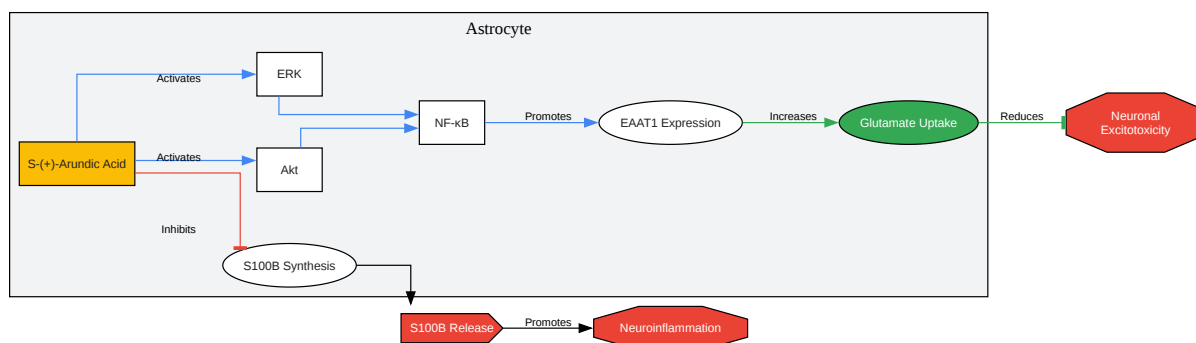 Astrocyte
ERK
Activates
NF-κB
Promotes
EAAT1 Expression
Increases
Glutamate Uptake
Reduces
Neuronal
Excitotoxicity
S-(+)-Arundic Acid
Activates
Akt
Inhibits
S100B Synthesis
S100B Release
Promotes
Neuroinflammation